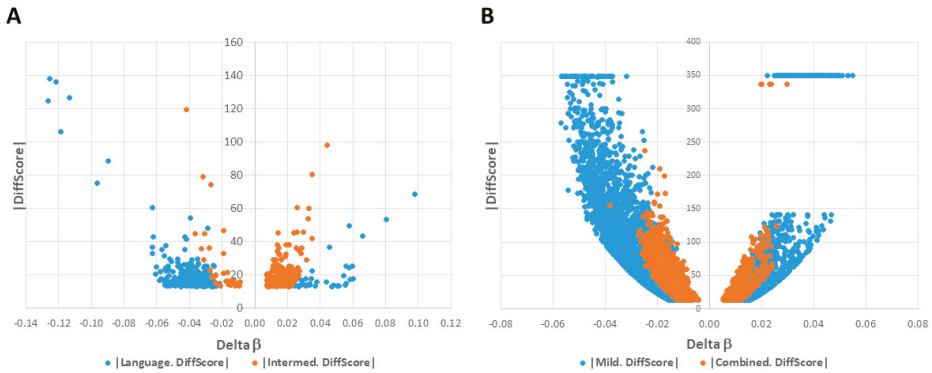 A
B
|DiffScore|
160
140
120
100
80
60
40
20
0
-0.14 -0.12 -0.10 -0.08 -0.06 -0.04 -0.02 0.00 0.02 0.04 0.06 0.08 0.10 0.12
Delta β
|Language. DiffScore| |Intermed. DiffScore|
|DiffScore|
400
350
300
250
200
150
100
50
0
-0.08 -0.06 -0.04 -0.02 0.00 0.02 0.04 0.06 0.08
Delta β
|Mild. DiffScore| |Combined. DiffScore|